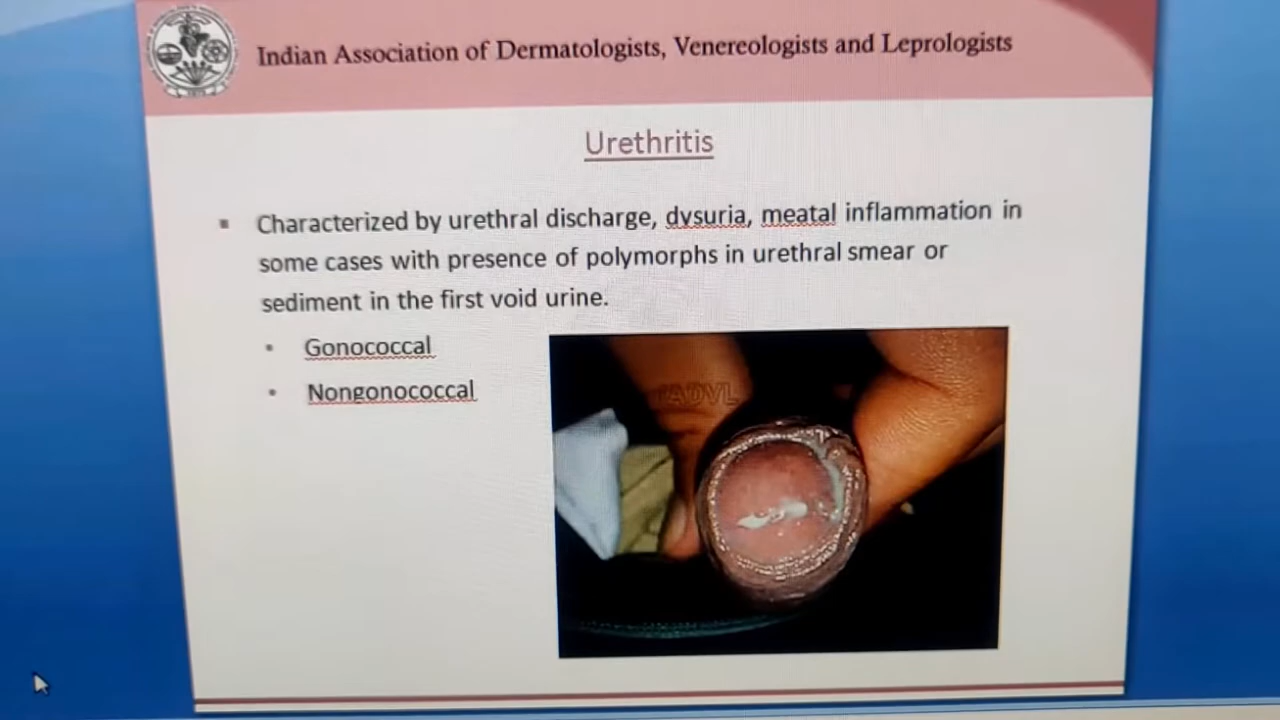 Indian Association of Dermatologists, Venereologists and Leprologists
Urethritis
▪ Characterized by urethral discharge, dysuria, meatal inflammation in
some cases with presence of polymorphs in urethral smear or
sediment in the first void urine.
• Gonococcal
• Nongonococcal
IADVL